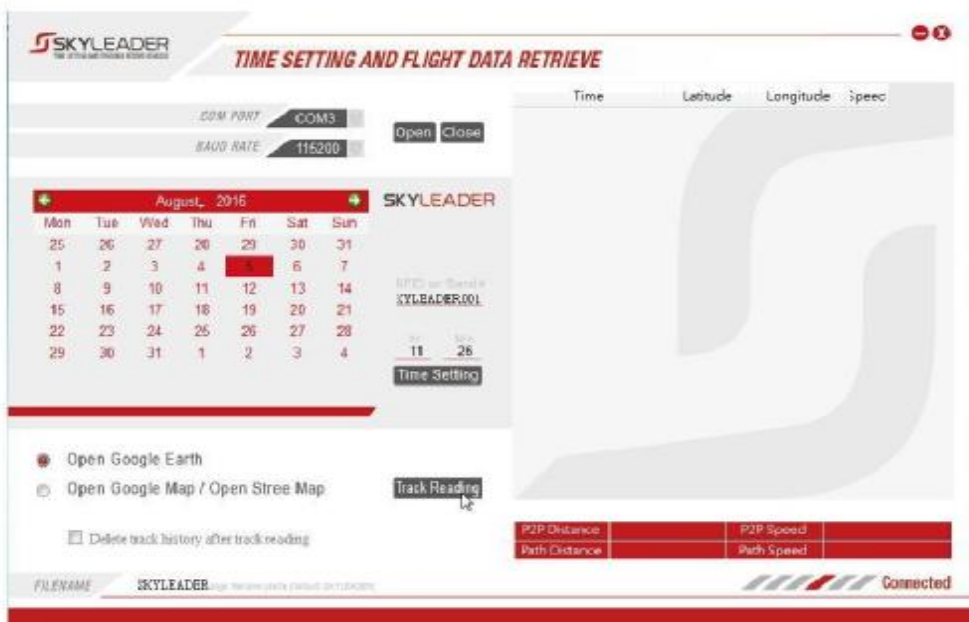 SKYLEADER
TIME SETTING AND FLIGHT DATA RETRIEVE
COM PORT COM3
BAUD RATE 115200
Open Close
August, 2016
Mon Tue Wed Thu Fri Sat Sun
25 26 27 28 29 30 31
1 2 3 4 5 6 7
8 9 10 11 12 13 14
15 16 17 18 19 20 21
22 23 24 25 26 27 28
29 30 31 1 2 3 4
SKYLEADER
KYLEADER001
11 26
Time Setting
Open Google Earth
Open Google Map / Open Stree Map
Track Reading
Delete track history after track reading
FILENAME SKYLEADER
Time Latitude Longitude Speed
P2P Distance P2P Speed
Path Distance Path Speed
Connected